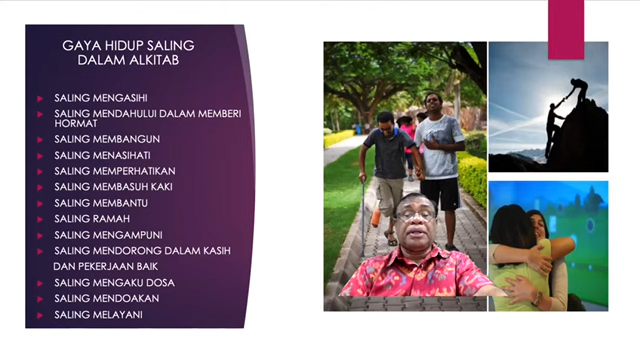 GAYA HIDUP SALING
DALAM ALKITAB
SALING MENGASIHI
SALING MENDAHULUI DALAM MEMBERI
HORMAT
SALING MEMBANGUN
SALING MENASIHATI
SALING MEMPERHATIKAN
SALING MEMBASUH KAKI
SALING MEMBANTU
SALING RAMAH
SALING MENGAMPUNI
SALING MENDORONG DALAM KASIH
DAN PEKERJAAN BAIK
SALING MENGAKU DOSA
SALING MENDOAKAN
SALING MELAYANI